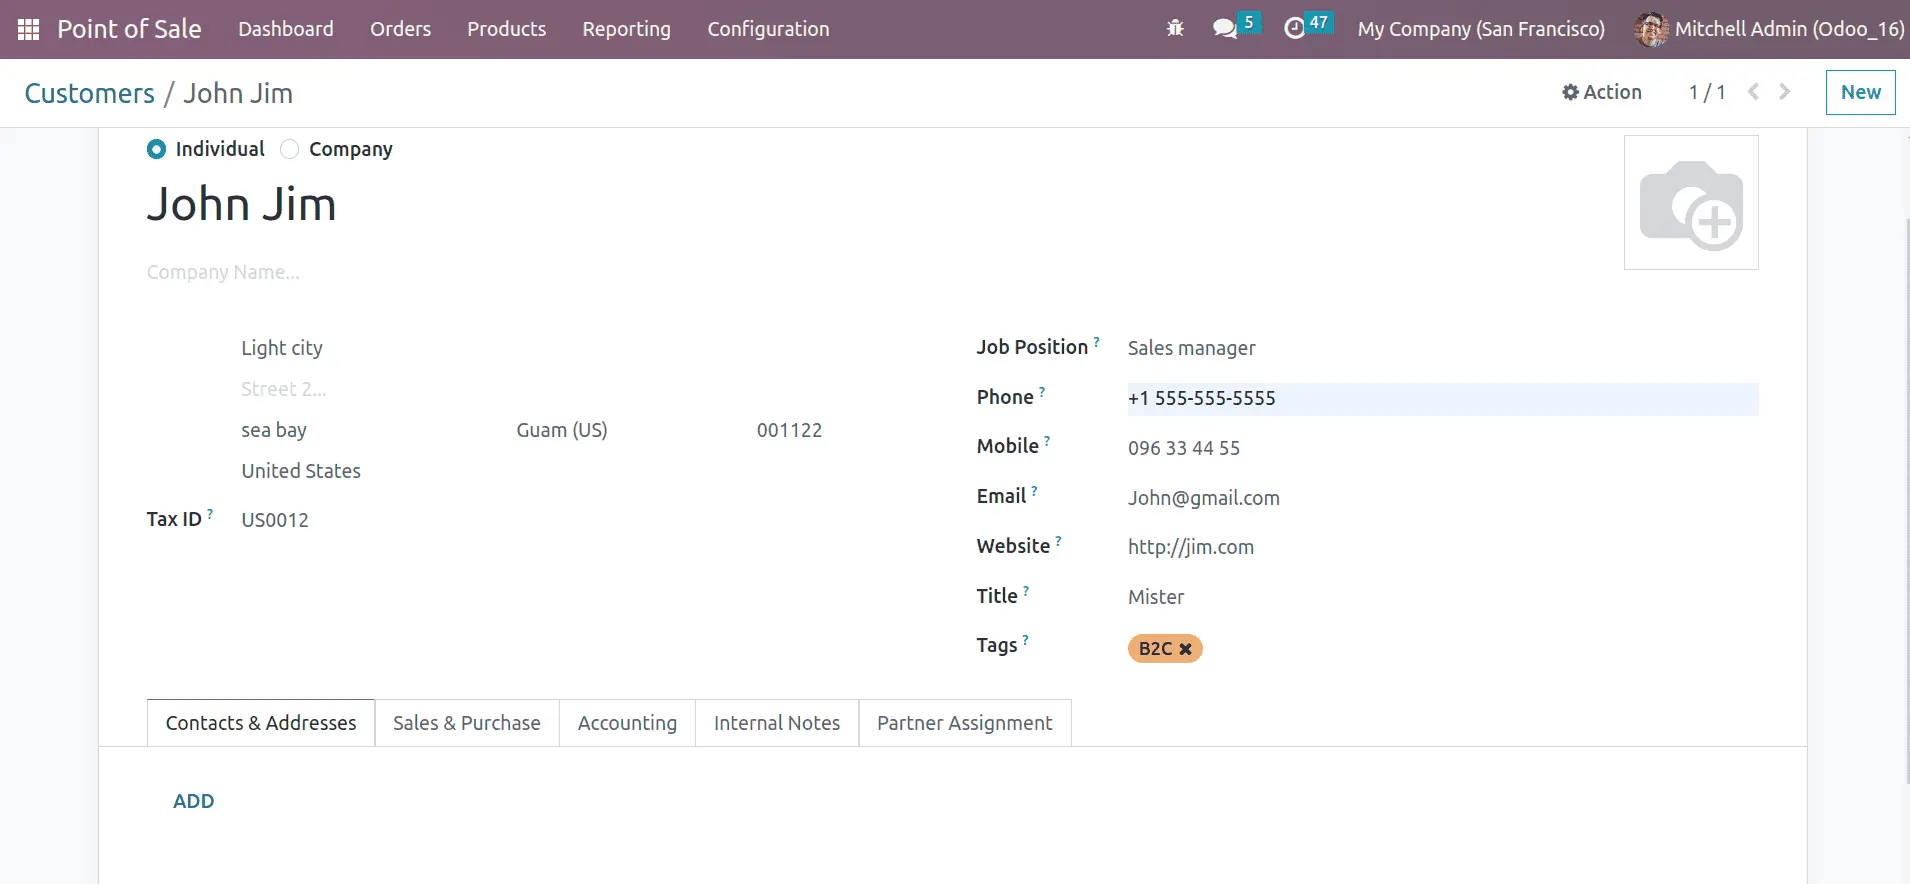 Point of Sale Dashboard Orders Products Reporting Configuration 5 47 My Company (San Francisco) Mitchell Admin (Odoo_16)
Customers / John Jim Action 1 / 1 New
Individual Company
John Jim
Company Name...
Light city
Street 2...
sea bay Guam (US) 001122
United States
Tax ID ? US0012
Job Position ? Sales manager
Phone ? +1 555-555-5555
Mobile ? 096 33 44 55
Email ? John@gmail.com
Website ? http://jim.com
Title ? Mister
Tags ? B2C ✖
Contacts & Addresses Sales & Purchase Accounting Internal Notes Partner Assignment
ADD